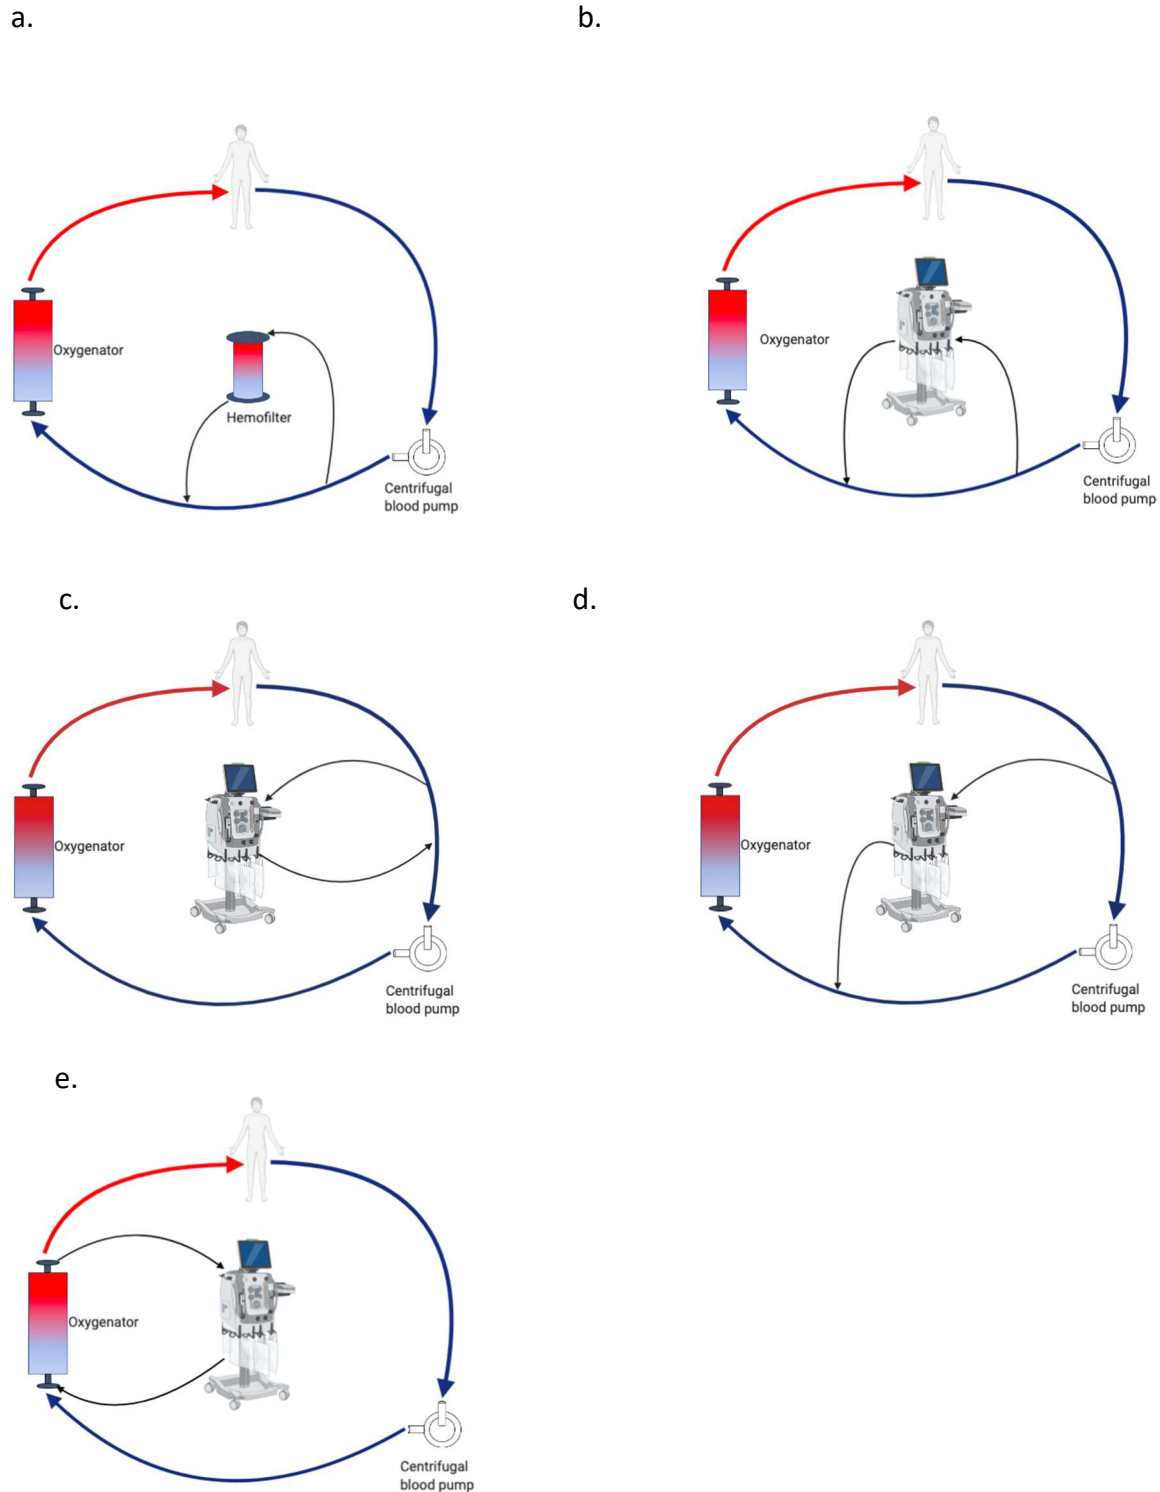 a.
b.
Oxygenator
Hemofilter
Centrifugal
blood pump
Oxygenator
Centrifugal
blood pump
c.
d.
Oxygenator
Centrifugal
blood pump
Oxygenator
Centrifugal
blood pump
e.
Oxygenator
Centrifugal
blood pump